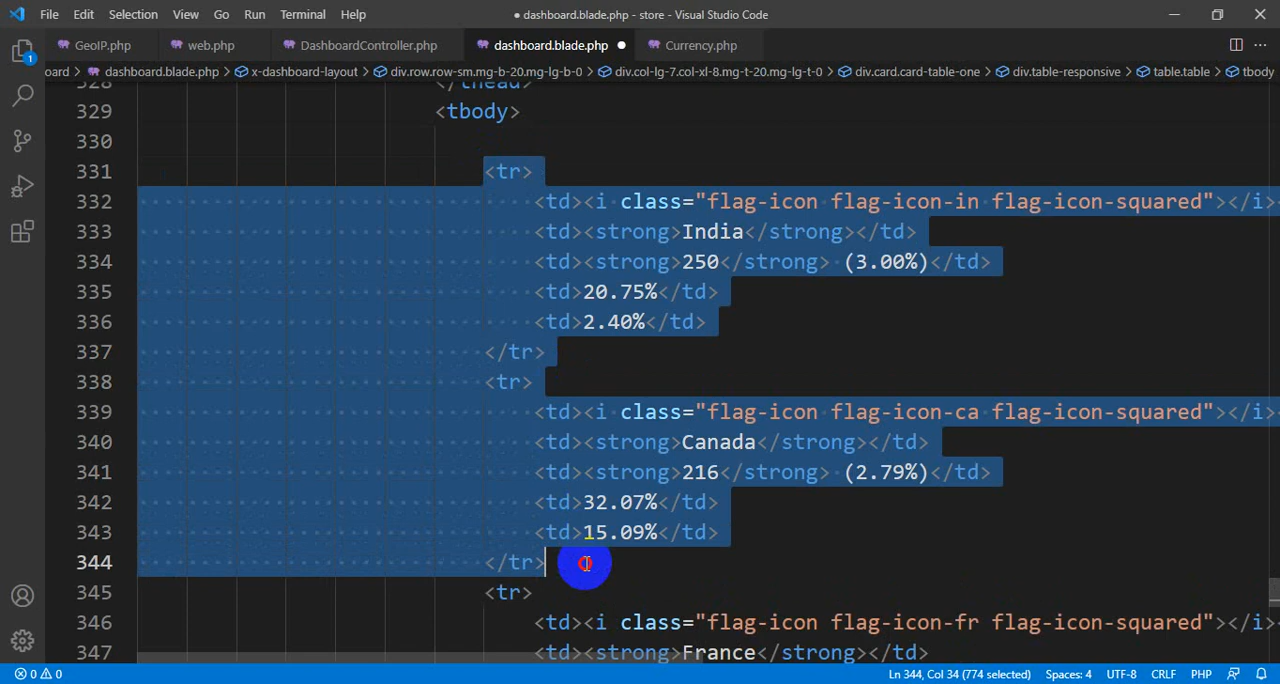 File Edit Selection View Go Run Terminal Help ● dashboard.blade.php - store - Visual Studio Code
GeoIP.php web.php DashboardController.php dashboard.blade.php ● Currency.php
oard > dashboard.blade.php > x-dashboard-layout > div.row.row-sm.mg-b-20.mg-lg-b-0 > div.col-lg-7.col-xl-8.mg-t-20.mg-lg-t-0 > div.card.card-table-one > div.table-responsive > table.table > tbody
328 </thead>
329 <tbody>
330
331 <tr>
332 <td><i class="flag-icon flag-icon-in flag-icon-squared"></i>
333 <td><strong>India</strong></td>
334 <td><strong>250</strong> (3.00%)</td>
335 <td>20.75%</td>
336 <td>2.40%</td>
337 </tr>
338 <tr>
339 <td><i class="flag-icon flag-icon-ca flag-icon-squared"></i>
340 <td><strong>Canada</strong></td>
341 <td><strong>216</strong> (2.79%)</td>
342 <td>32.07%</td>
343 <td>15.09%</td>
344 </tr>
345 <tr>
346 <td><i class="flag-icon flag-icon-fr flag-icon-squared"></i>
347 <td><strong>France</strong></td>
1
0 0 Ln 344, Col 34 (774 selected) Spaces: 4 UTF-8 CRLF PHP